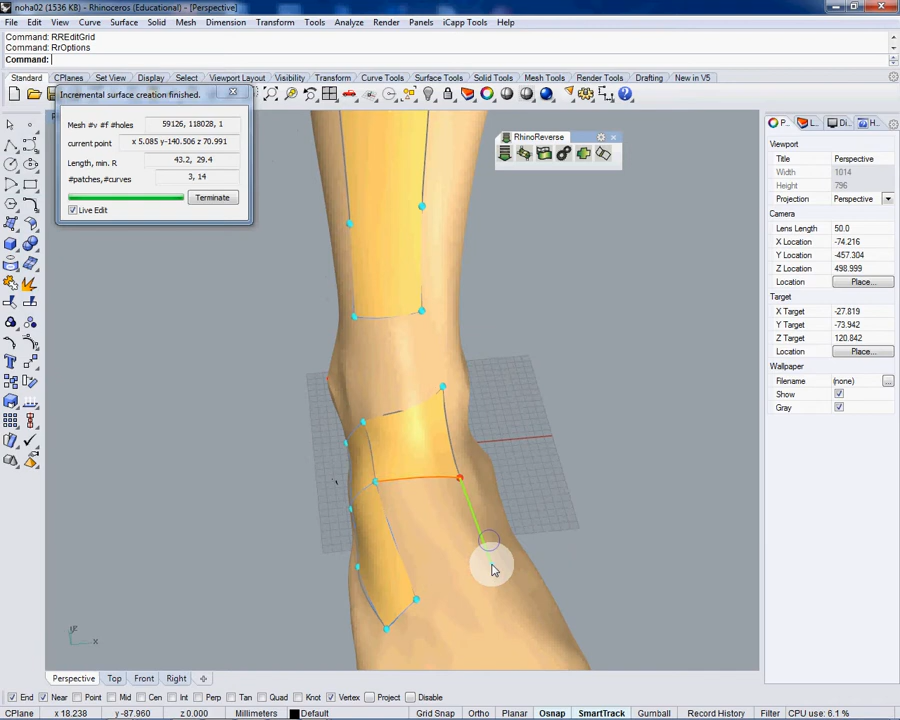 noha02 (1536 KB) - Rhinoceros (Educational) - [Perspective]
File Edit View Curve Surface Solid Mesh Dimension Transform Tools Analyze Render Panels iCapp Tools Help
Command: RREditGrid
Command: RrOptions
Command:
Standard CPlanes Set View Display Select Viewport Layout Visibility Transform Curve Tools Surface Tools Solid Tools Mesh Tools Render Tools Drafting New in V5
Incremental surface creation finished.
Mesh #v #f #holes 59126, 118028, 1
current point x 5.085 y-140.506 z 70.991
Length, min. R 43.2, 29.4
#patches,#curves 3, 14
Terminate
Live Edit
RhinoReverse
P... L... Di... H...
Viewport
Title Perspective
Width 1014
Height 796
Projection Perspective
Camera
Lens Length 50.0
X Location -74.216
Y Location -457.304
Z Location 498.999
Location Place...
Target
X Target -27.819
Y Target -73.942
Z Target 120.842
Location Place...
Wallpaper
Filename (none) ...
Show
Gray
x
Perspective Top Front Right
End Near Point Mid Cen Int Perp Tan Quad Knot Vertex Project Disable
CPlane x 18.238 y -87.960 z 0.000 Millimeters Default Grid Snap Ortho Planar Osnap SmartTrack Gumball Record History Filter CPU use: 6.1 %